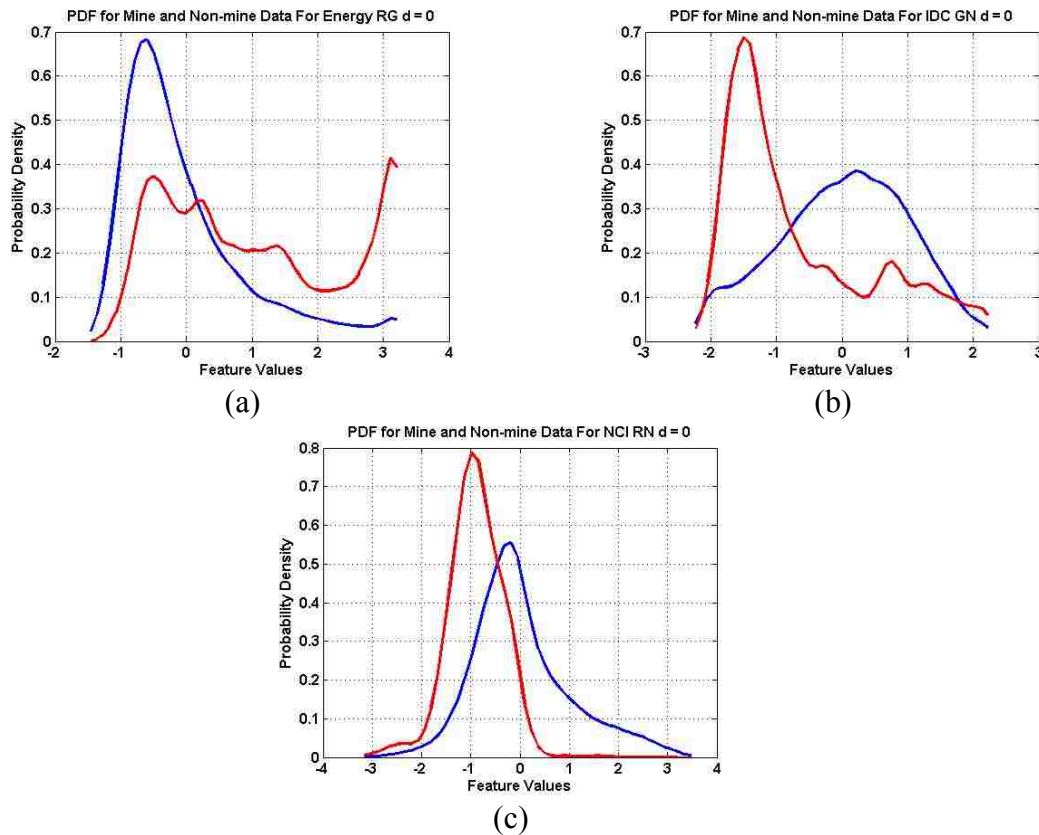 PDF for Mine and Non-mine Data For Energy RG d = 0
Probability Density
0.7
0.6
0.5
0.4
0.3
0.2
0.1
0
-2 -1 0 1 2 3 4
Feature Values
(a)
PDF for Mine and Non-mine Data For IDC GN d = 0
Probability Density
0.7
0.6
0.5
0.4
0.3
0.2
0.1
0
-3 -2 -1 0 1 2 3
Feature Values
(b)
PDF for Mine and Non-mine Data For NCI RN d = 0
Probability Density
0.8
0.7
0.6
0.5
0.4
0.3
0.2
0.1
0
-4 -3 -2 -1 0 1 2 3 4
Feature Values
(c)